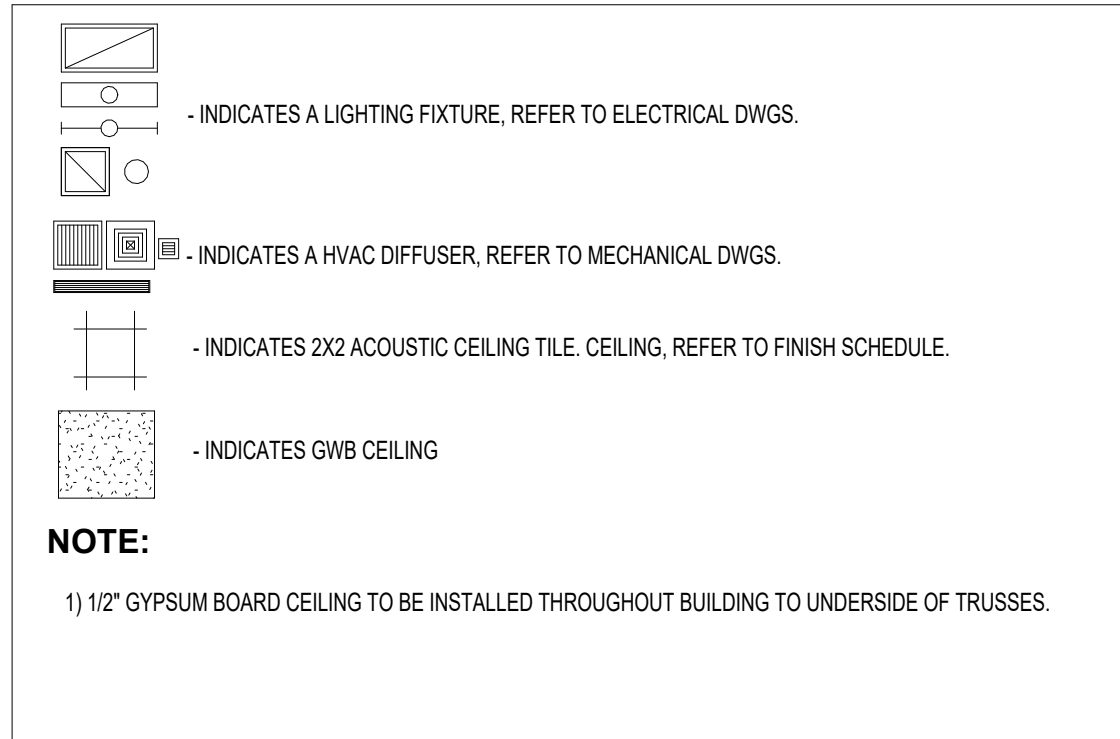 - INDICATES A LIGHTING FIXTURE, REFER TO ELECTRICAL DWGS.
- INDICATES A HVAC DIFFUSER, REFER TO MECHANICAL DWGS.
- INDICATES 2X2 ACOUSTIC CEILING TILE. CEILING, REFER TO FINISH SCHEDULE.
- INDICATES GWB CEILING
NOTE:
1) 1/2" GYPSUM BOARD CEILING TO BE INSTALLED THROUGHOUT BUILDING TO UNDERSIDE OF TRUSSES.